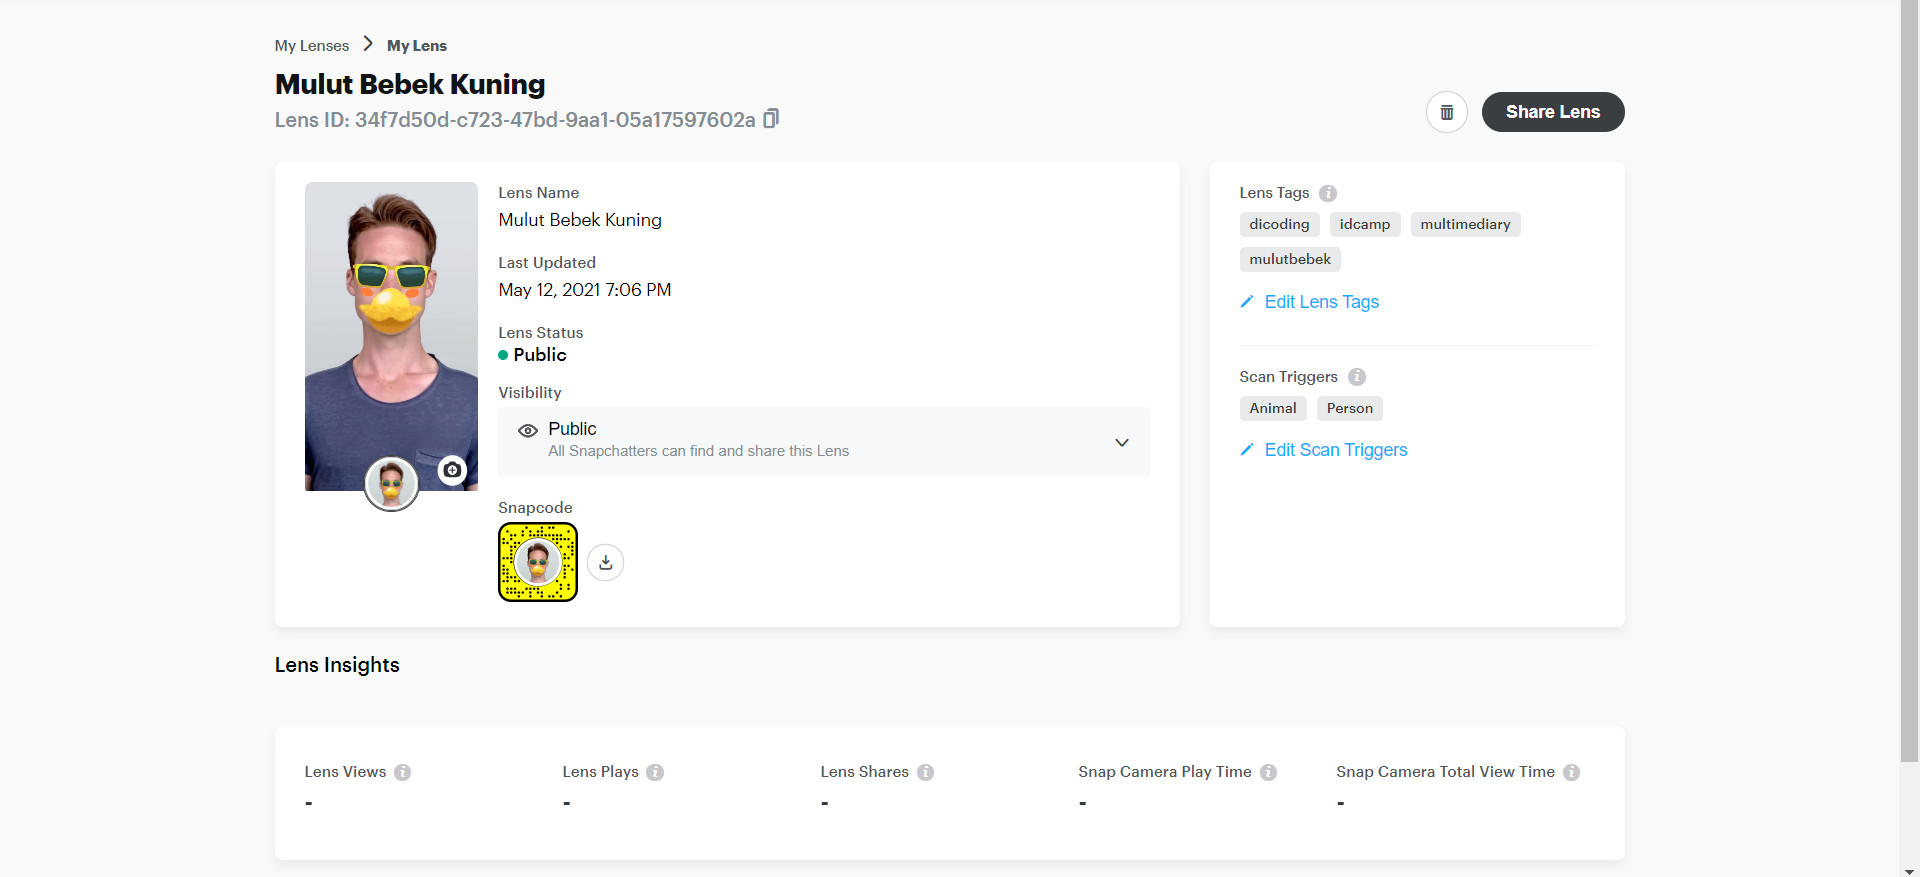 My Lenses My Lens
Mulut Bebek Kuning
Lens ID: 34f7d50d-c723-47bd-9aa1-05a17597602a
Share Lens
Lens Name
Mulut Bebek Kuning
Last Updated
May 12, 2021 7:06 PM
Lens Status
Public
Visibility
Public
All Snapchatters can find and share this Lens
Snapcode
Lens Tags
dicoding idcamp multimediary
mulutbebek
Edit Lens Tags
Scan Triggers
Animal Person
Edit Scan Triggers
Lens Insights
Lens Views Lens Plays Lens Shares Snap Camera Play Time Snap Camera Total View Time
- - - - -